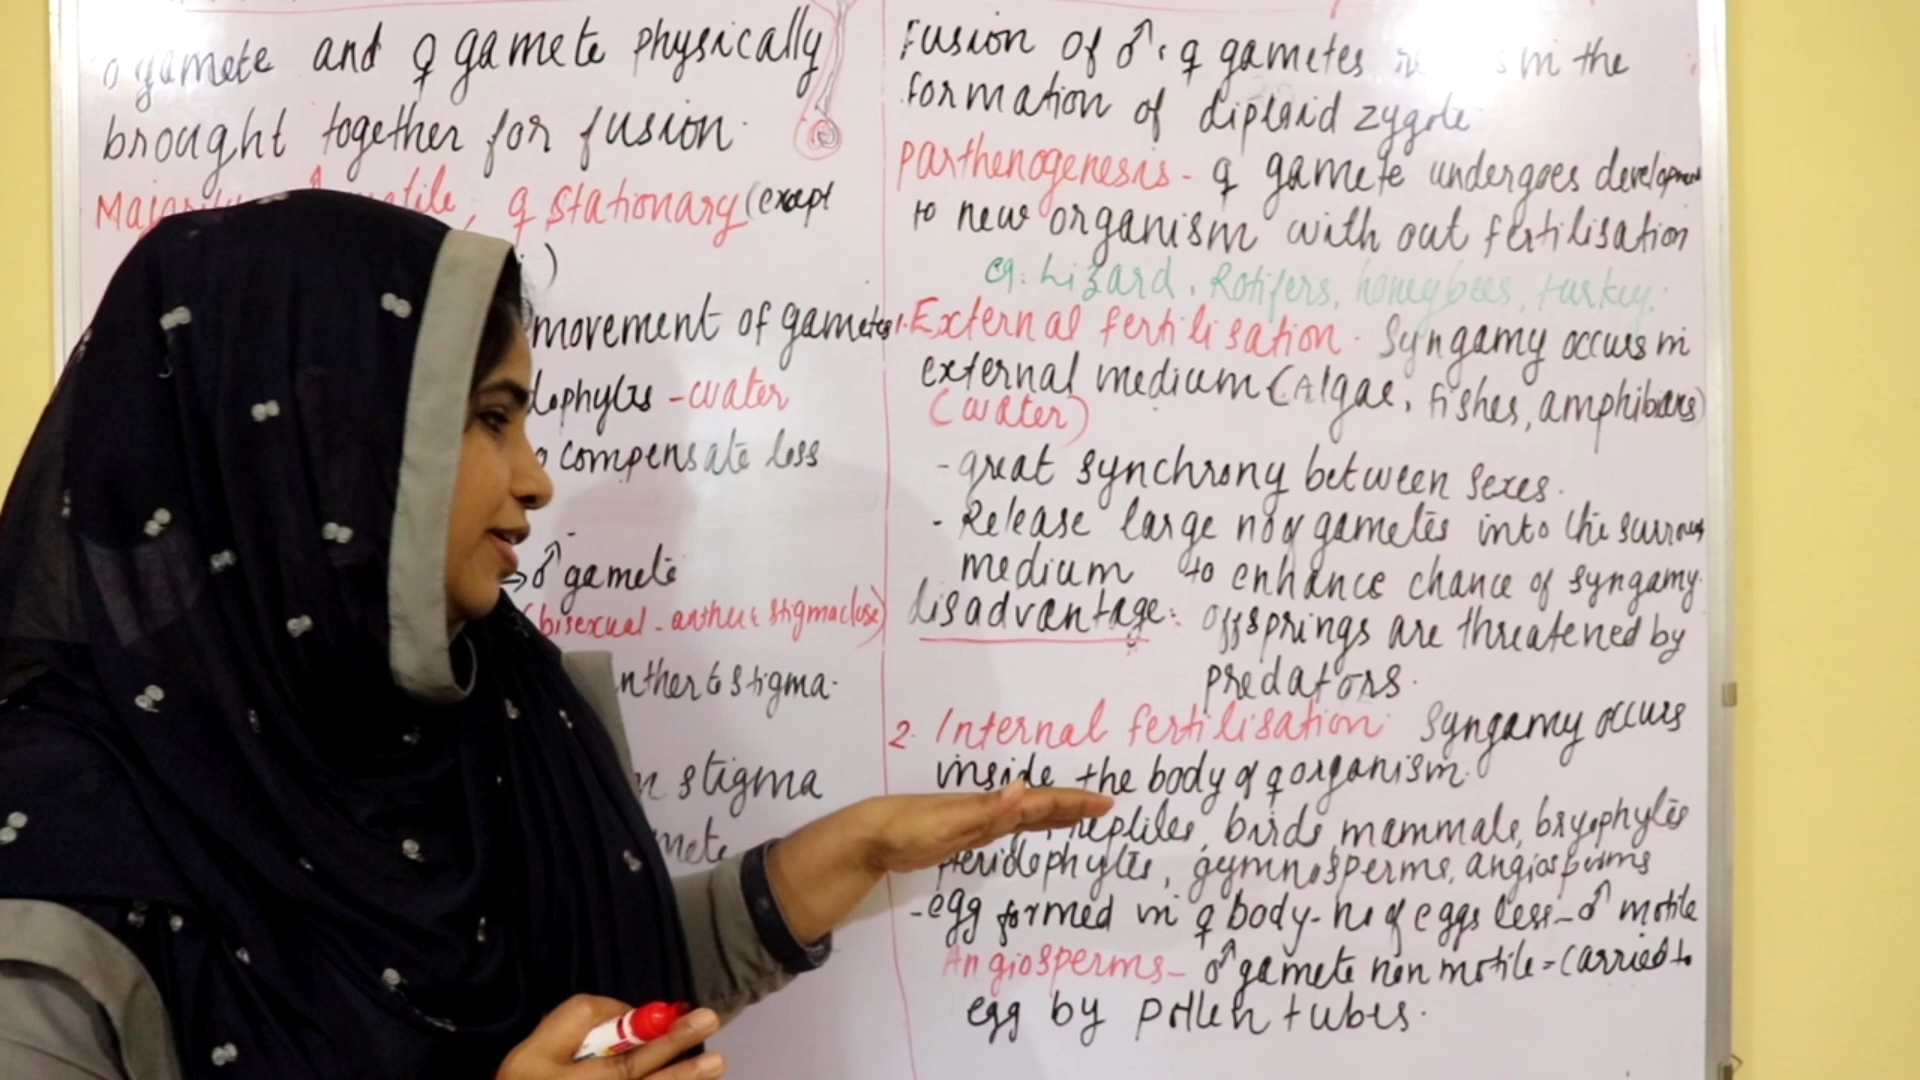 gamete and ♀ gamete physically
brought together for fusion.
Majority ♀ stationary (except
)
movement of gametes
dophytes - water
compensate loss
→ ♂ gamete
(bisexual - anther & stigma close)
nther to stigma.
stigma
mete
Fusion of ♂, ♀ gametes in the
formation of diploid zygote
Parthenogenesis - ♀ gamete undergoes development
to new organism with out fertilisation
eg: Lizard, Rotifers, honeybees, turkey.
1. External fertilisation - Syngamy occurs in
external medium (Algae, fishes, amphibians)
(water)
- great synchrony between sexes.
- Release large no of gametes into the
medium to enhance chance of syngamy.
disadvantage: offsprings are threatened by
predators.
2. Internal fertilisation. Syngamy occurs
inside the body of ♀ organism.
reptiles, birds, mammals, bryophytes
pteridophytes, gymnosperms, angiosperms
- egg formed in ♀ body - no of eggs less - ♂ motile
Angiosperms - ♂ gamete non motile - carried to
egg by pollen tubes.